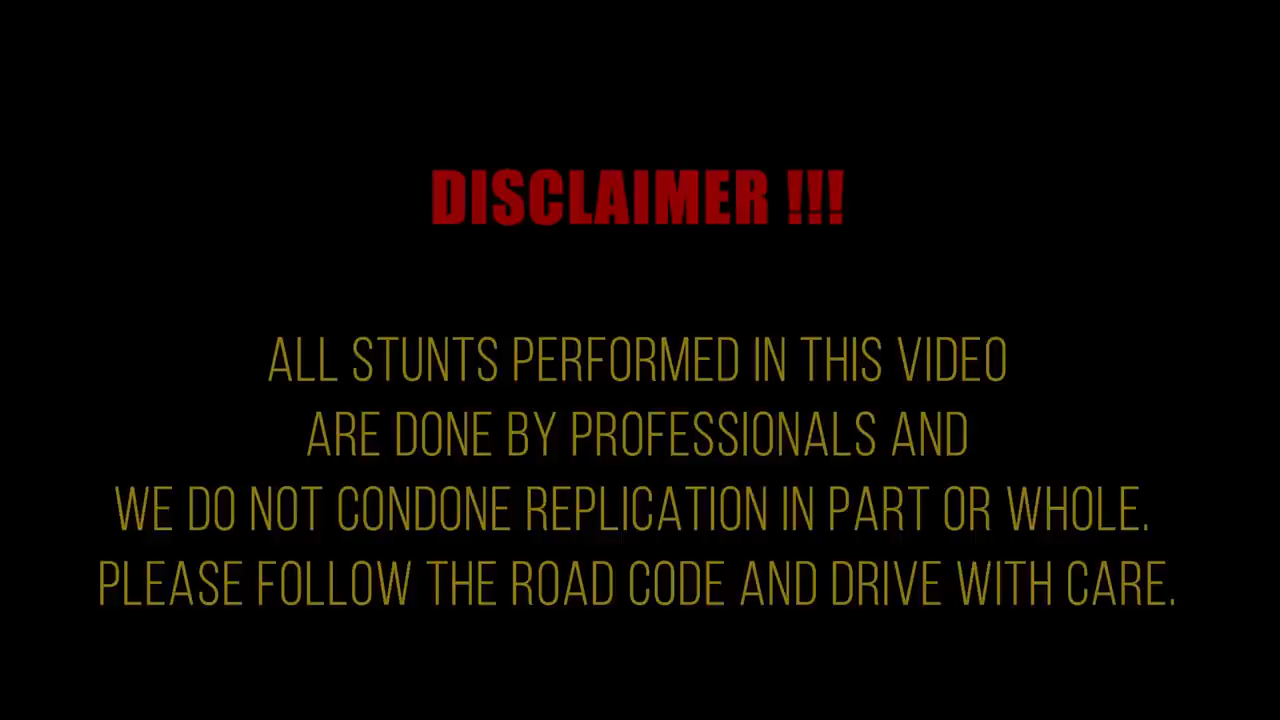 DISCLAIMER !!!
ALL STUNTS PERFORMED IN THIS VIDEO
ARE DONE BY PROFESSIONALS AND
WE DO NOT CONDONE REPLICATION IN PART OR WHOLE.
PLEASE FOLLOW THE ROAD CODE AND DRIVE WITH CARE.